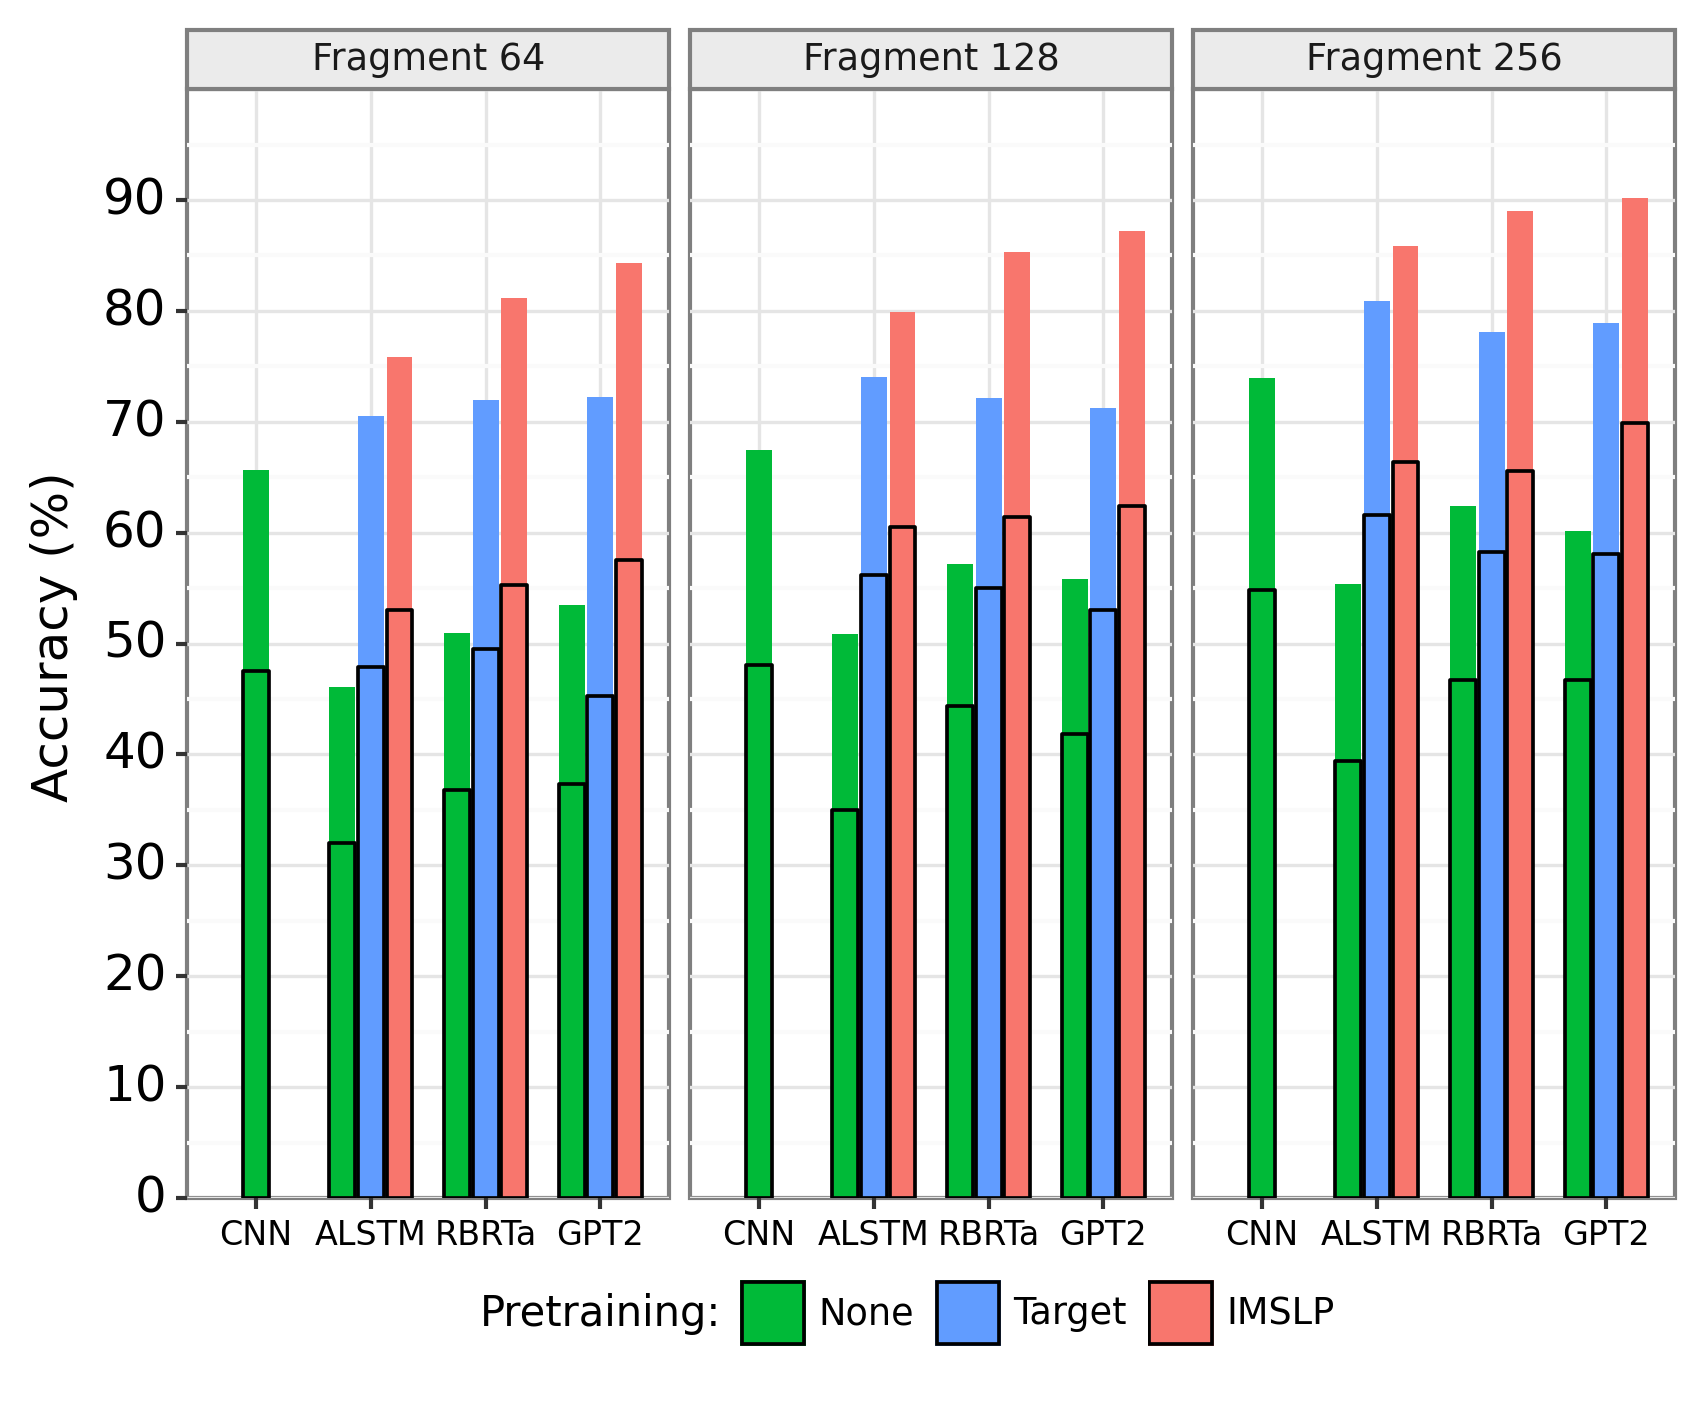 Fragment 64 Fragment 128 Fragment 256
90
80
70
60
50
40
30
20
10
0
Accuracy (%)
CNN ALSTM RBRTa GPT2 CNN ALSTM RBRTa GPT2 CNN ALSTM RBRTa GPT2
Pretraining: None Target IMSLP